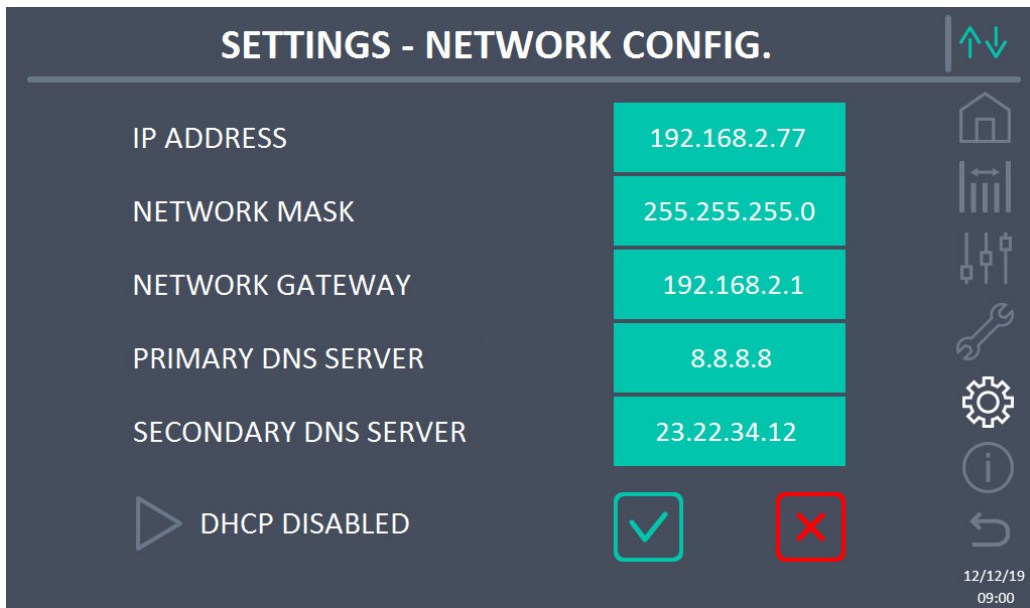 SETTINGS - NETWORK CONFIG.
IP ADDRESS 192.168.2.77
NETWORK MASK 255.255.255.0
NETWORK GATEWAY 192.168.2.1
PRIMARY DNS SERVER 8.8.8.8
SECONDARY DNS SERVER 23.22.34.12
DHCP DISABLED
12/12/19
09:00